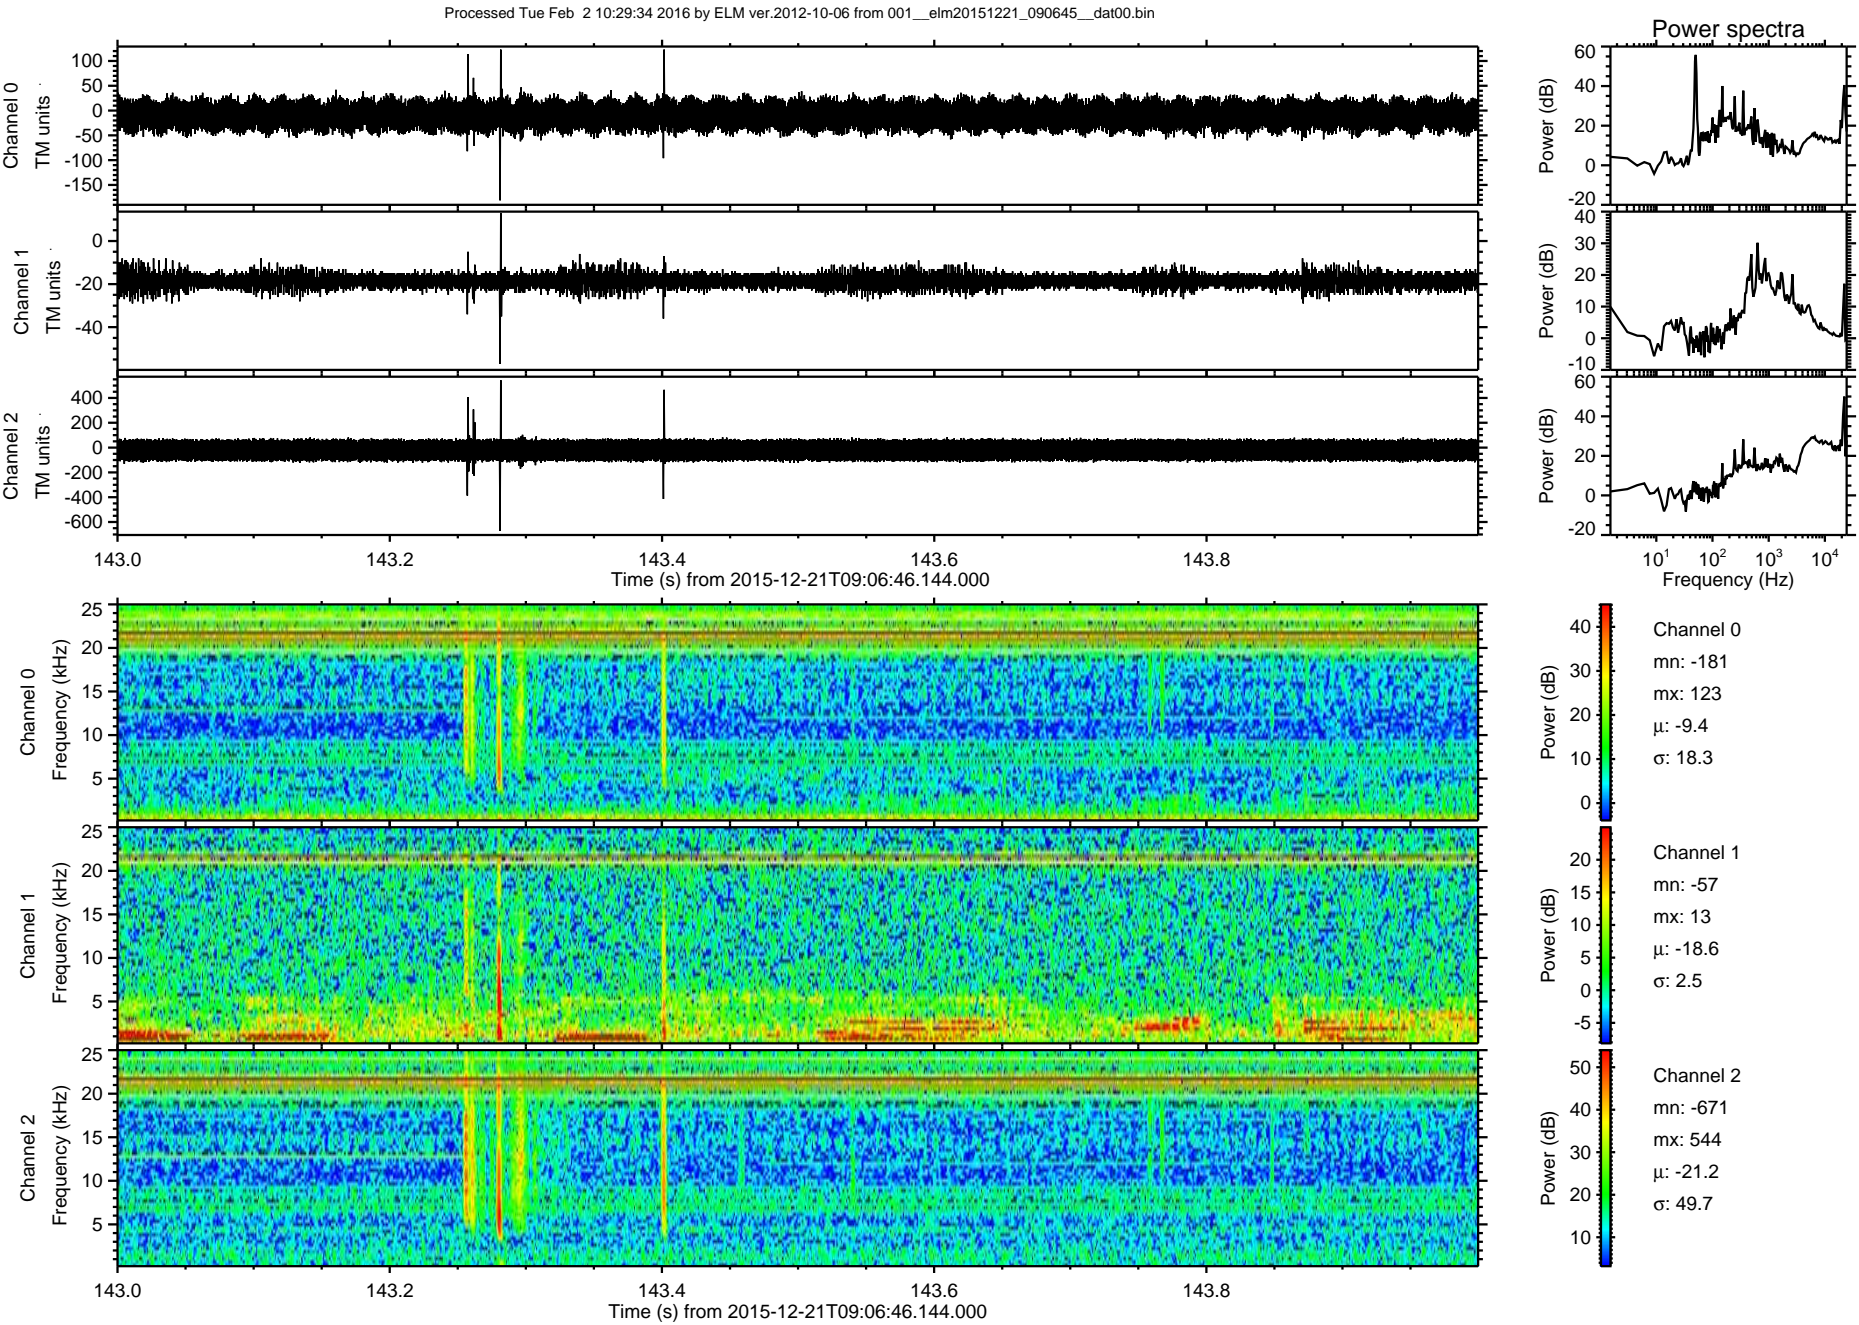 Processed Tue Feb  2 10:29:34 2016 by ELM ver.2012-10-06 from 001__elm20151221_090645__dat00.bin
Power spectra
Channel 0
TM units
100
50
0
-50
-100
-150
Power (dB)
60
40
20
0
-20
Channel 1
TM units
0
-20
-40
Power (dB)
40
30
20
10
0
-10
Channel 2
TM units
400
200
0
-200
-400
-600
Power (dB)
60
40
20
0
-20
143.0
143.2
143.4
143.6
143.8
Time (s) from 2015-12-21T09:06:46.144.000
10¹
10²
10³
10⁴
Frequency (Hz)
Channel 0
Frequency (kHz)
25
20
15
10
5
Power (dB)
40
30
20
10
0
Channel 0
mn: -181
mx: 123
μ: -9.4
σ: 18.3
Channel 1
Frequency (kHz)
25
20
15
10
5
Power (dB)
20
15
10
5
0
-5
Channel 1
mn: -57
mx: 13
μ: -18.6
σ: 2.5
Channel 2
Frequency (kHz)
25
20
15
10
5
Power (dB)
50
40
30
20
10
Channel 2
mn: -671
mx: 544
μ: -21.2
σ: 49.7
143.0
143.2
143.4
143.6
143.8
Time (s) from 2015-12-21T09:06:46.144.000